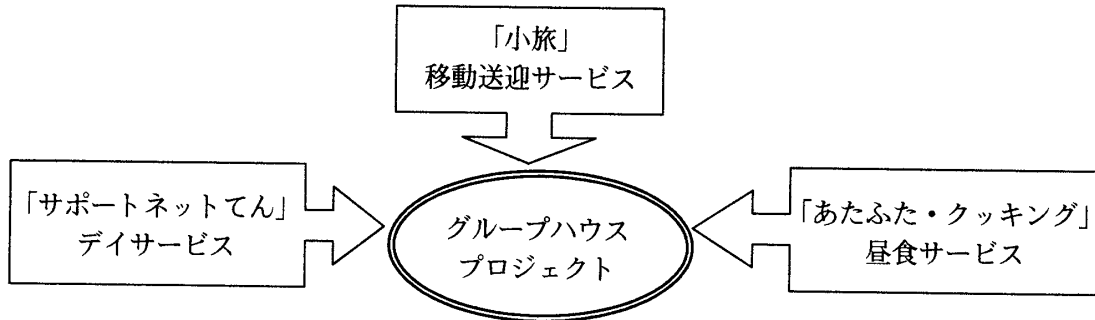 「小旅」
移動送迎サービス
「サポートネットてん」
デイサービス
グループハウス
プロジェクト
「あたふた・クッキング」
昼食サービス